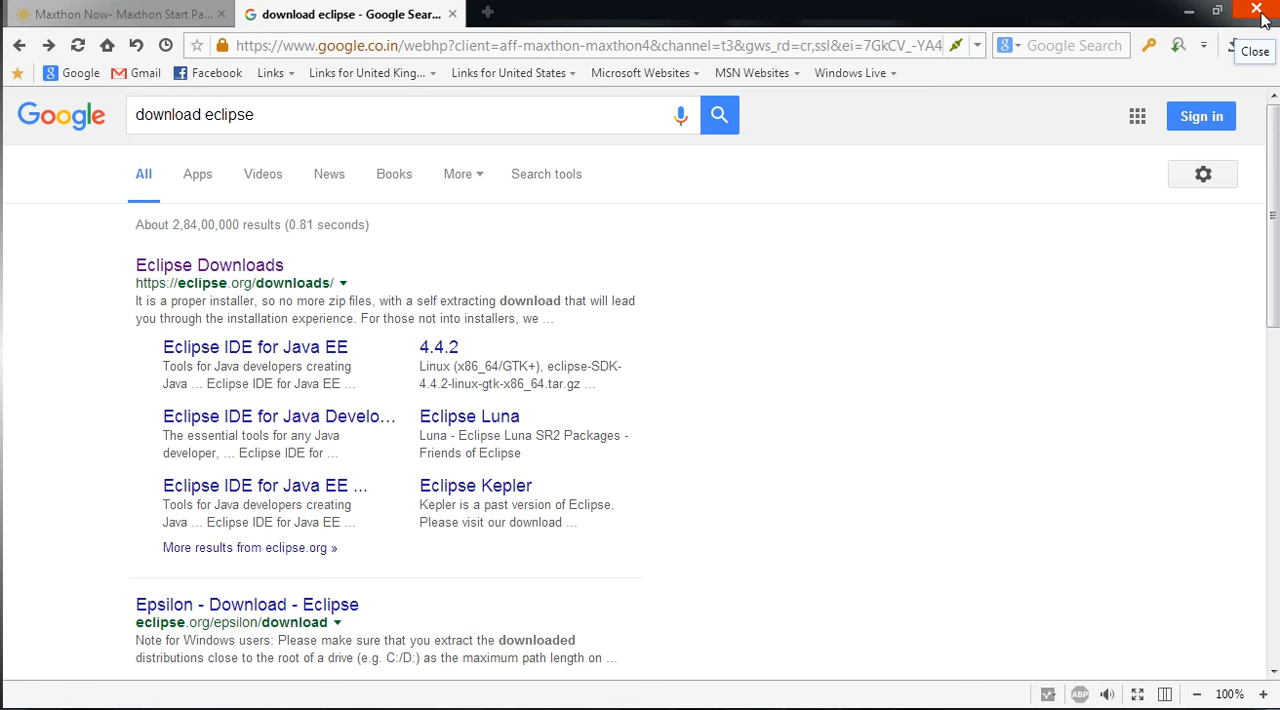 Maxthon Now- Maxthon Start Pa...
download eclipse - Google Sear...
https://www.google.co.in/webhp?client=aff-maxthon-maxthon4&channel=t3&gws_rd=cr,ssl&ei=7GkCV_-YA4
Google Search
Close
Google Gmail Facebook Links Links for United King... Links for United States Microsoft Websites MSN Websites Windows Live
Google
download eclipse
Sign in
All Apps Videos News Books More Search tools
About 2,84,00,000 results (0.81 seconds)
Eclipse Downloads
https://eclipse.org/downloads/
It is a proper installer, so no more zip files, with a self extracting download that will lead
you through the installation experience. For those not into installers, we ...
Eclipse IDE for Java EE
Tools for Java developers creating
Java ... Eclipse IDE for Java EE ...
4.4.2
Linux (x86_64/GTK+), eclipse-SDK-
4.4.2-linux-gtk-x86_64.tar.gz ...
Eclipse IDE for Java Develo...
The essential tools for any Java
developer, ... Eclipse IDE for ...
Eclipse Luna
Luna - Eclipse Luna SR2 Packages -
Friends of Eclipse
Eclipse IDE for Java EE ...
Tools for Java developers creating
Java ... Eclipse IDE for Java EE ...
Eclipse Kepler
Kepler is a past version of Eclipse.
Please visit our download ...
More results from eclipse.org »
Epsilon - Download - Eclipse
eclipse.org/epsilon/download
Note for Windows users: Please make sure that you extract the downloaded
distributions close to the root of a drive (e.g. C:/D:) as the maximum path length on ...
ABP
100%